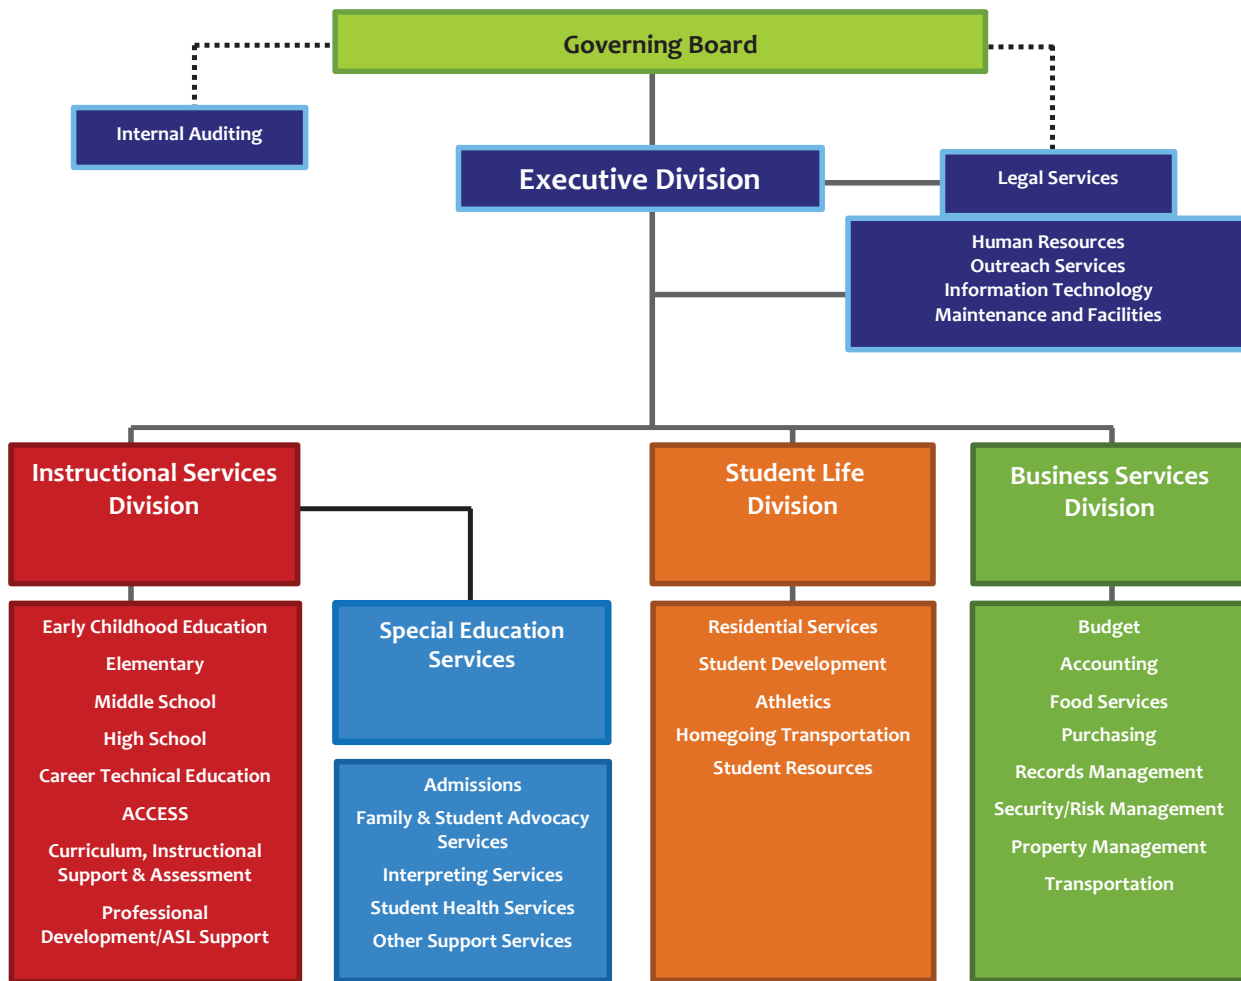 Governing Board
Internal Auditing
Executive Division
Legal Services
Human Resources
Outreach Services
Information Technology
Maintenance and Facilities
Instructional Services
Division
Student Life
Division
Business Services
Division
Early Childhood Education
Elementary
Middle School
High School
Career Technical Education
ACCESS
Curriculum, Instructional
Support & Assessment
Professional
Development/ASL Support
Special Education
Services
Admissions
Family & Student Advocacy
Services
Interpreting Services
Student Health Services
Other Support Services
Residential Services
Student Development
Athletics
Homegoing Transportation
Student Resources
Budget
Accounting
Food Services
Purchasing
Records Management
Security/Risk Management
Property Management
Transportation